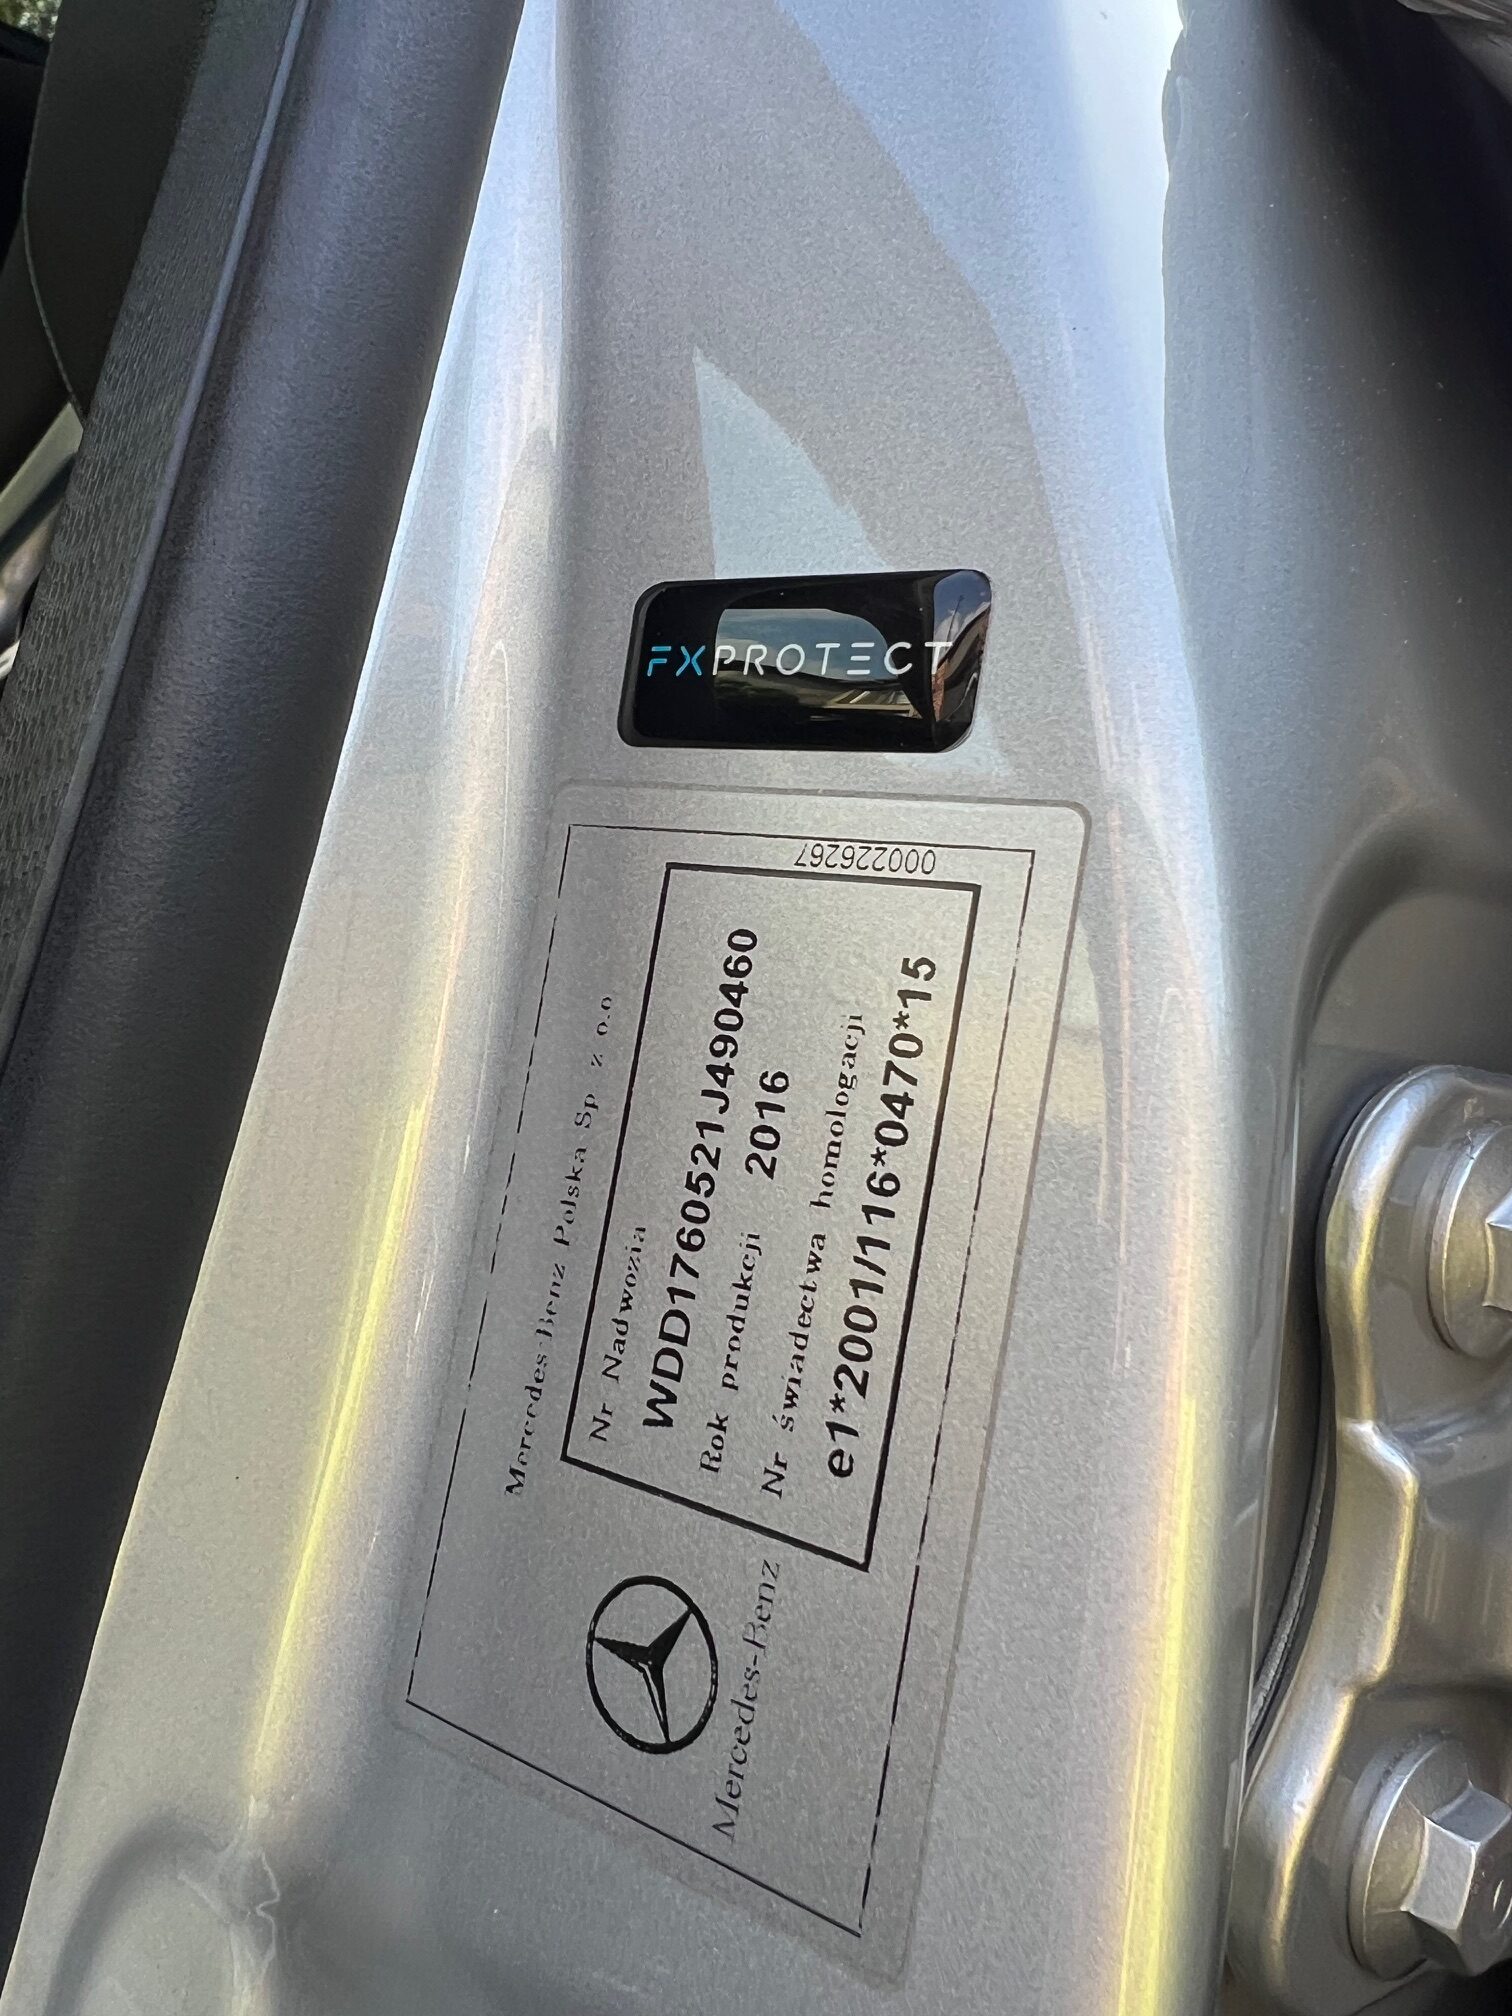 FXPROTECT
000226267
Mercedes-Benz Polska Sp z o.o
Nr Nadwozia
WDD1760521J490460
Rok produkcji 2016
Nr świadectwa homologacji
e1*2001/116*0470*15
Mercedes-Benz